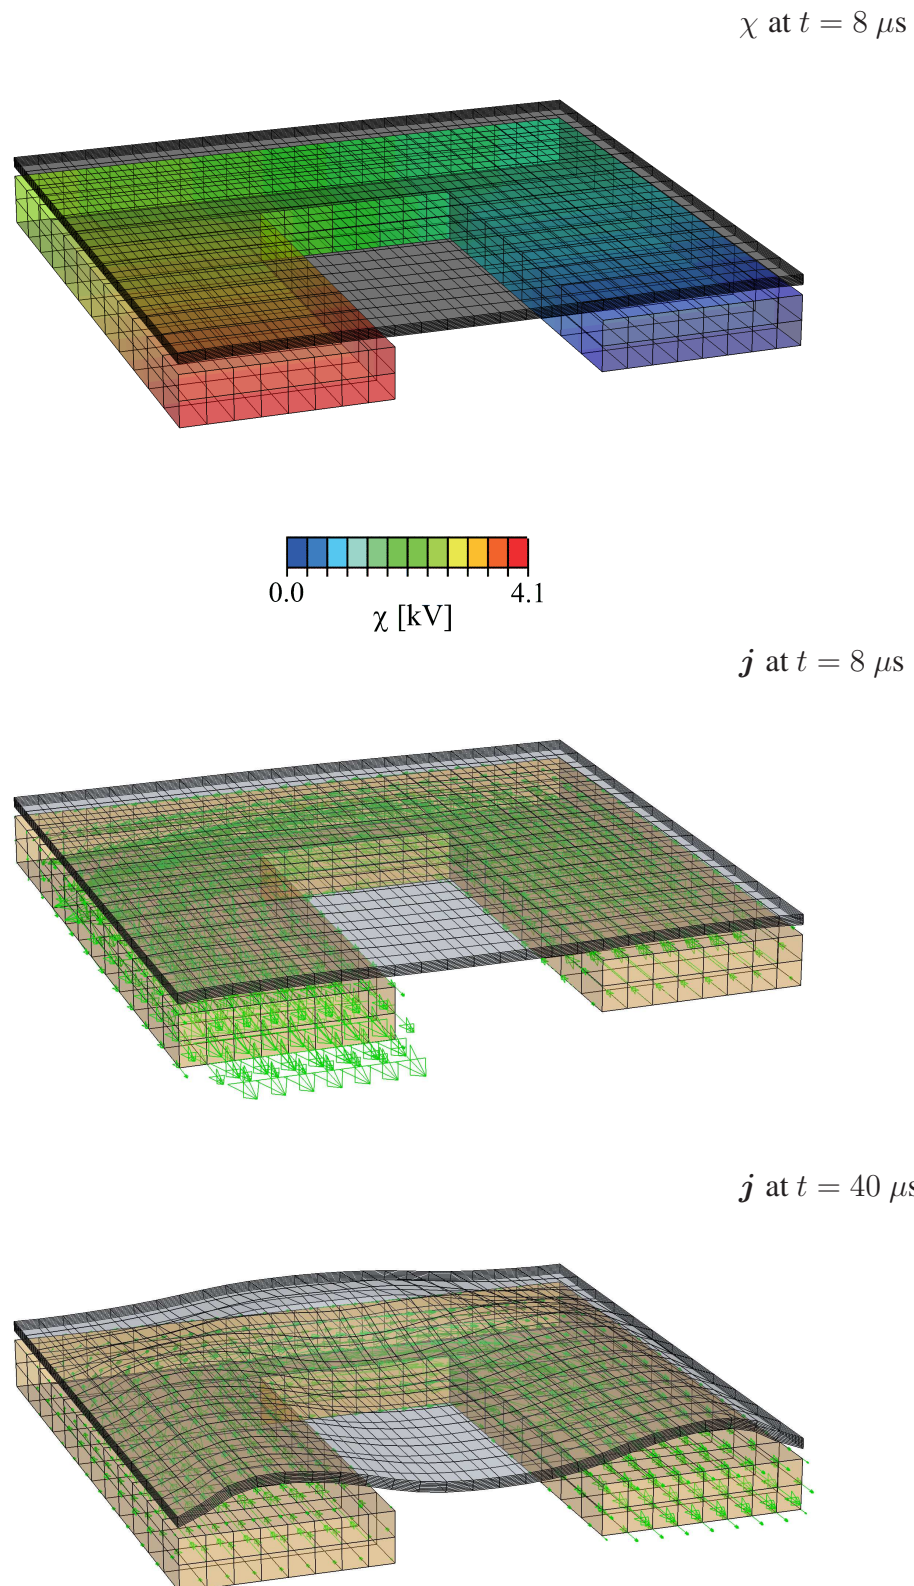 χ at t = 8 μs
0.0 4.1
χ [kV]
j at t = 8 μs
j at t = 40 μs